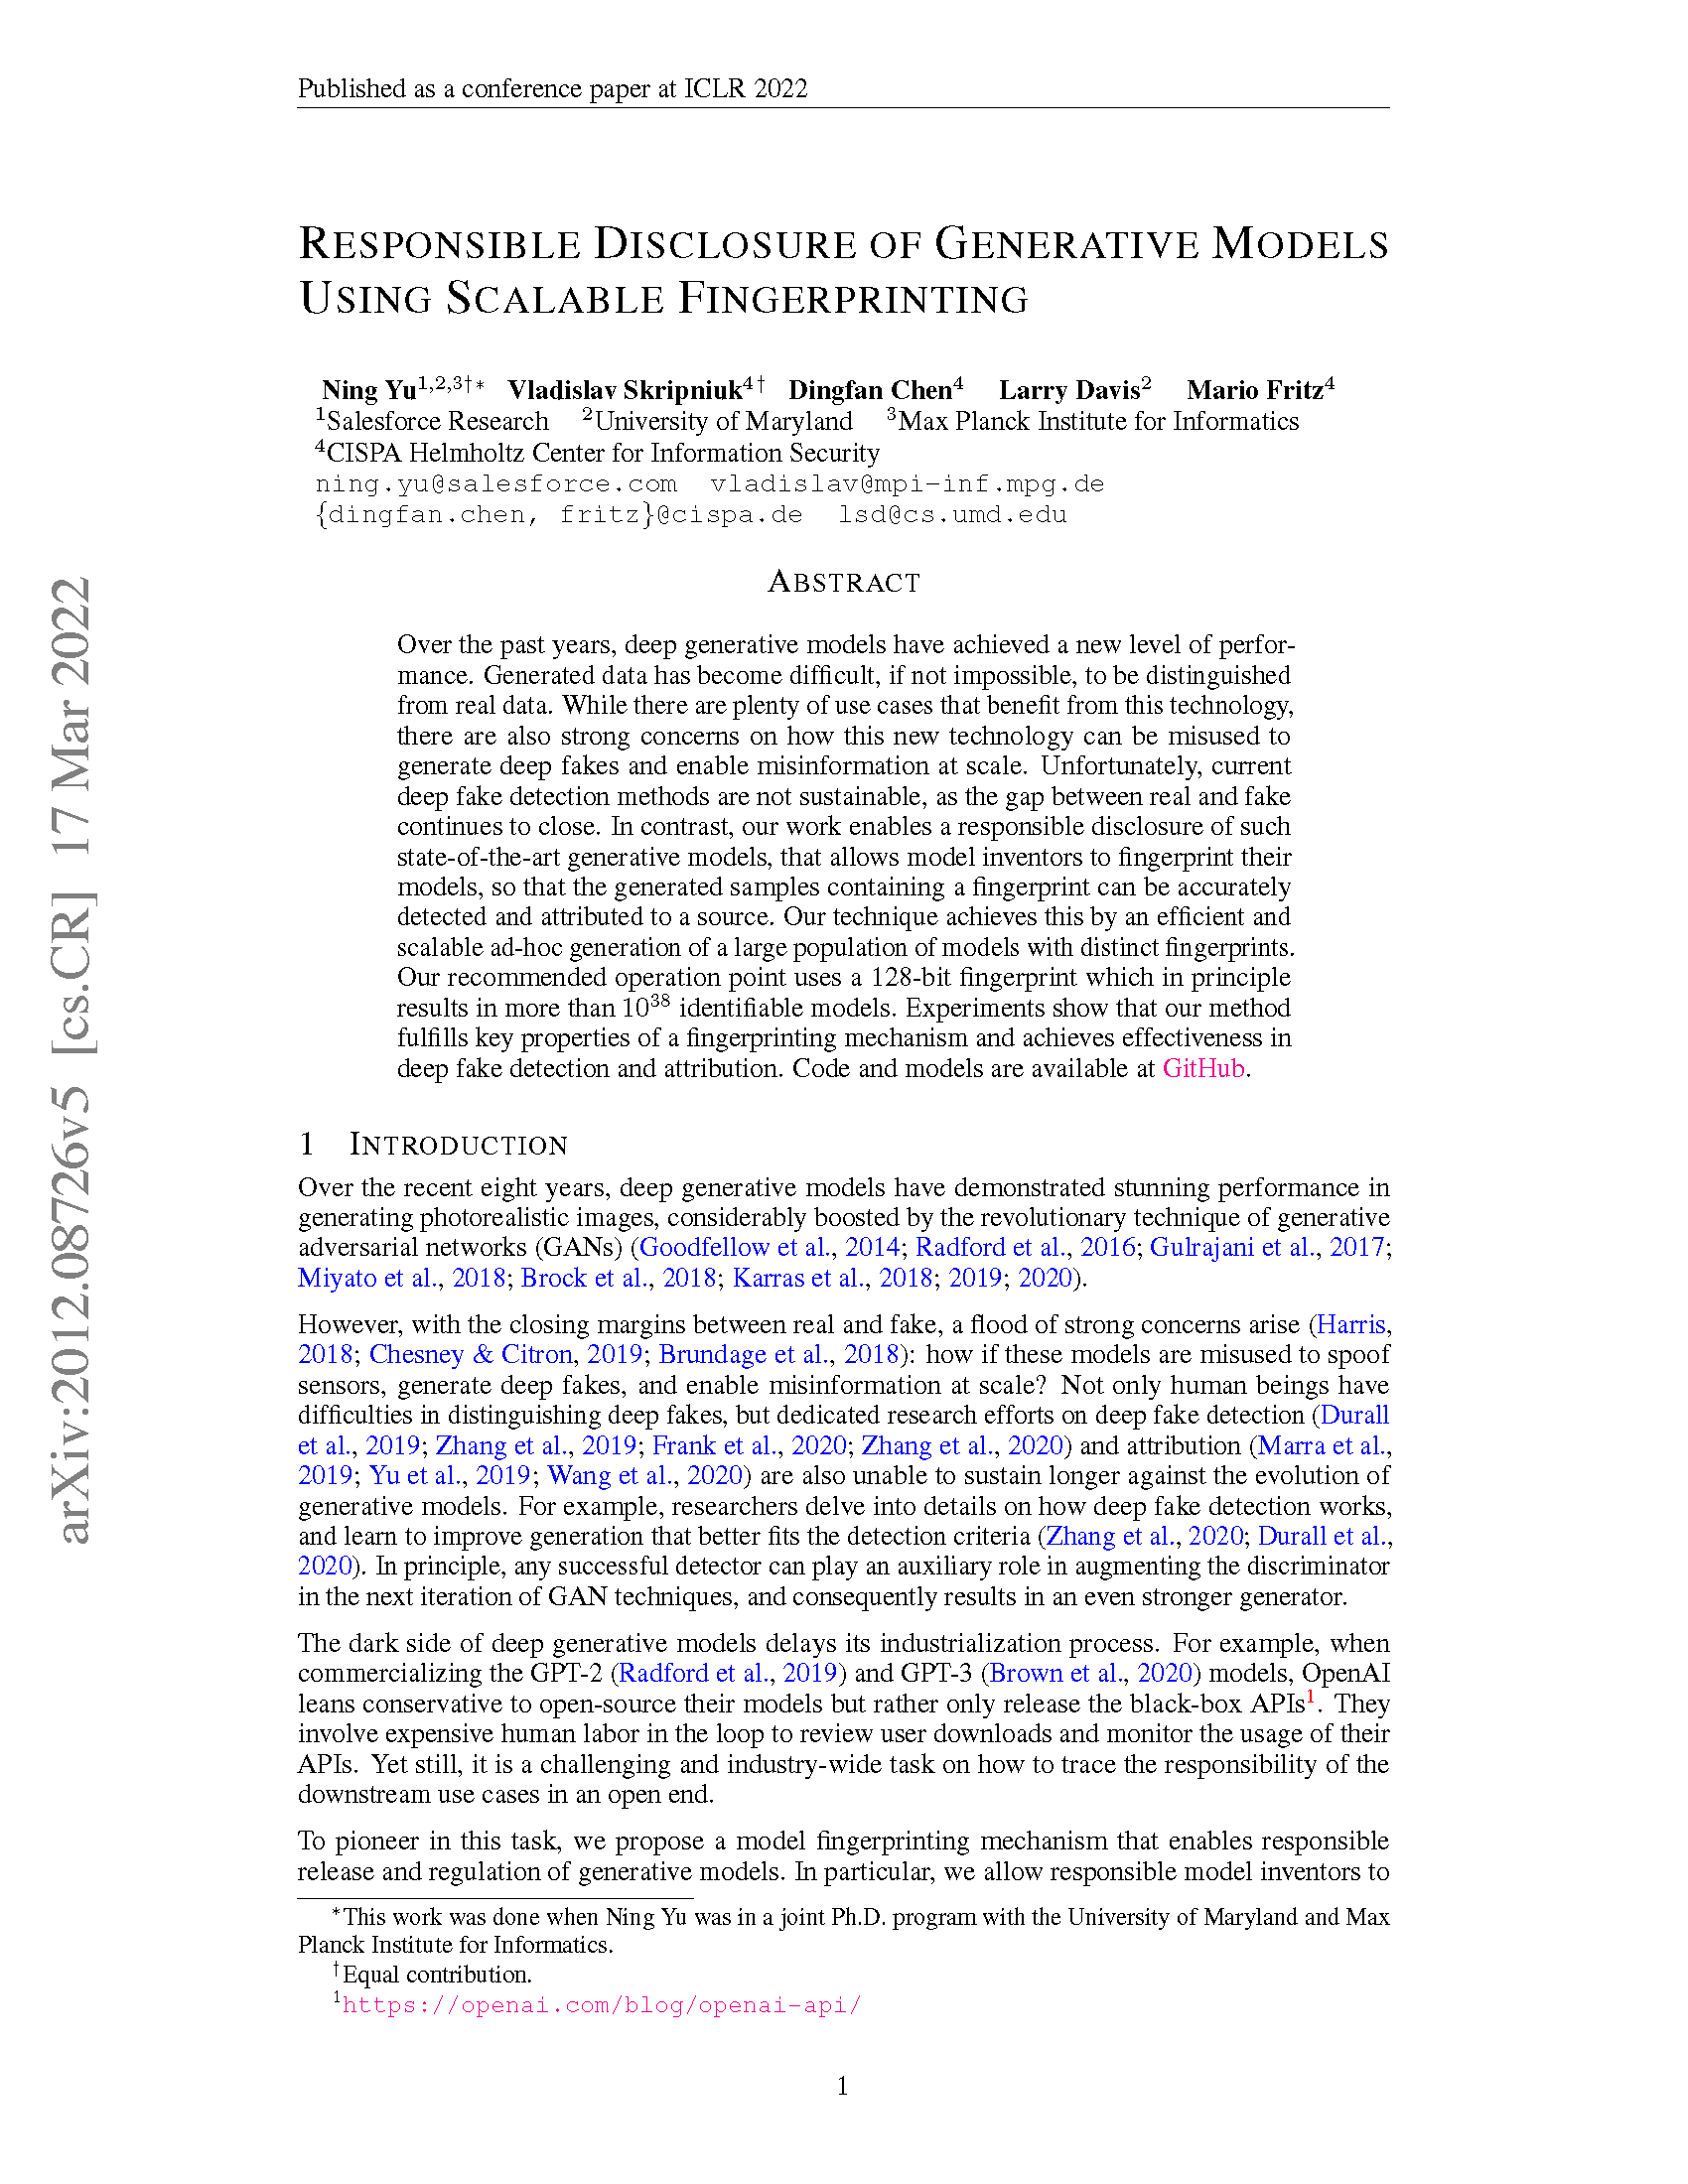 Published as a conference paper at ICLR 2022
RESPONSIBLE DISCLOSURE OF GENERATIVE MODELS
USING SCALABLE FINGERPRINTING
Ning Yu1,2,3†∗ Vladislav Skripniuk4† Dingfan Chen4 Larry Davis2 Mario Fritz4
1Salesforce Research 2University of Maryland 3Max Planck Institute for Informatics
4CISPA Helmholtz Center for Information Security
ning.yu@salesforce.com vladislav@mpi-inf.mpg.de
{dingfan.chen, fritz}@cispa.de lsd@cs.umd.edu
ABSTRACT
Over the past years, deep generative models have achieved a new level of perfor-
mance. Generated data has become difficult, if not impossible, to be distinguished
from real data. While there are plenty of use cases that benefit from this technology,
there are also strong concerns on how this new technology can be misused to
generate deep fakes and enable misinformation at scale. Unfortunately, current
deep fake detection methods are not sustainable, as the gap between real and fake
continues to close. In contrast, our work enables a responsible disclosure of such
state-of-the-art generative models, that allows model inventors to fingerprint their
models, so that the generated samples containing a fingerprint can be accurately
detected and attributed to a source. Our technique achieves this by an efficient and
scalable ad-hoc generation of a large population of models with distinct fingerprints.
Our recommended operation point uses a 128-bit fingerprint which in principle
results in more than 10^38 identifiable models. Experiments show that our method
fulfills key properties of a fingerprinting mechanism and achieves effectiveness in
deep fake detection and attribution. Code and models are available at GitHub.
1 INTRODUCTION
Over the recent eight years, deep generative models have demonstrated stunning performance in
generating photorealistic images, considerably boosted by the revolutionary technique of generative
adversarial networks (GANs) (Goodfellow et al., 2014; Radford et al., 2016; Gulrajani et al., 2017;
Miyato et al., 2018; Brock et al., 2018; Karras et al., 2018; 2019; 2020).
However, with the closing margins between real and fake, a flood of strong concerns arise (Harris,
2018; Chesney & Citron, 2019; Brundage et al., 2018): how if these models are misused to spoof
sensors, generate deep fakes, and enable misinformation at scale? Not only human beings have
difficulties in distinguishing deep fakes, but dedicated research efforts on deep fake detection (Durall
et al., 2019; Zhang et al., 2019; Frank et al., 2020; Zhang et al., 2020) and attribution (Marra et al.,
2019; Yu et al., 2019; Wang et al., 2020) are also unable to sustain longer against the evolution of
generative models. For example, researchers delve into details on how deep fake detection works,
and learn to improve generation that better fits the detection criteria (Zhang et al., 2020; Durall et al.,
2020). In principle, any successful detector can play an auxiliary role in augmenting the discriminator
in the next iteration of GAN techniques, and consequently results in an even stronger generator.
The dark side of deep generative models delays its industrialization process. For example, when
commercializing the GPT-2 (Radford et al., 2019) and GPT-3 (Brown et al., 2020) models, OpenAI
leans conservative to open-source their models but rather only release the black-box APIs1. They
involve expensive human labor in the loop to review user downloads and monitor the usage of their
APIs. Yet still, it is a challenging and industry-wide task on how to trace the responsibility of the
downstream use cases in an open end.
To pioneer in this task, we propose a model fingerprinting mechanism that enables responsible
release and regulation of generative models. In particular, we allow responsible model inventors to
∗This work was done when Ning Yu was in a joint Ph.D. program with the University of Maryland and Max
Planck Institute for Informatics.
†Equal contribution.
1https://openai.com/blog/openai-api/
1
arXiv:2012.08726v5 [cs.CR] 17 Mar 2022